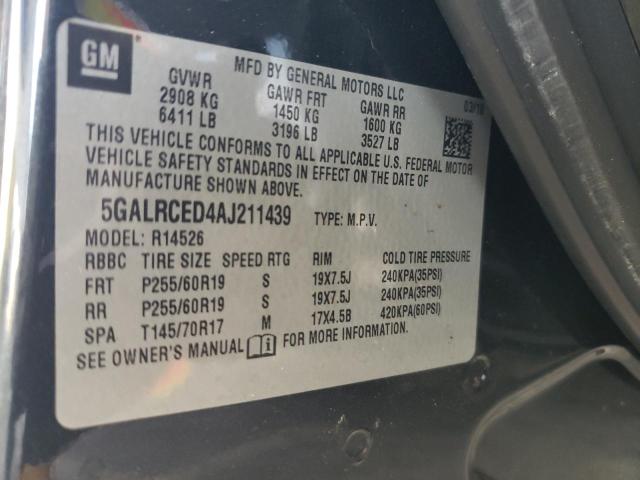 GM
MFD BY GENERAL MOTORS LLC
03/10
GVWR GAWR FRT GAWR RR
2908 KG 1450 KG 1600 KG
6411 LB 3196 LB 3527 LB
THIS VEHICLE CONFORMS TO ALL APPLICABLE U.S. FEDERAL MOTOR
VEHICLE SAFETY STANDARDS IN EFFECT ON THE DATE OF
MANUFACTURE SHOWN ABOVE.
5GALRCED4AJ211439 TYPE: M.P.V.
MODEL: R14526
RBBC TIRE SIZE SPEED RTG RIM COLD TIRE PRESSURE
FRT P255/60R19 S 19X7.5J 240KPA(35PSI)
RR P255/60R19 S 19X7.5J 240KPA(35PSI)
SPA T145/70R17 M 17X4.5B 420KPA(60PSI)
SEE OWNER'S MANUAL FOR MORE INFORMATION.